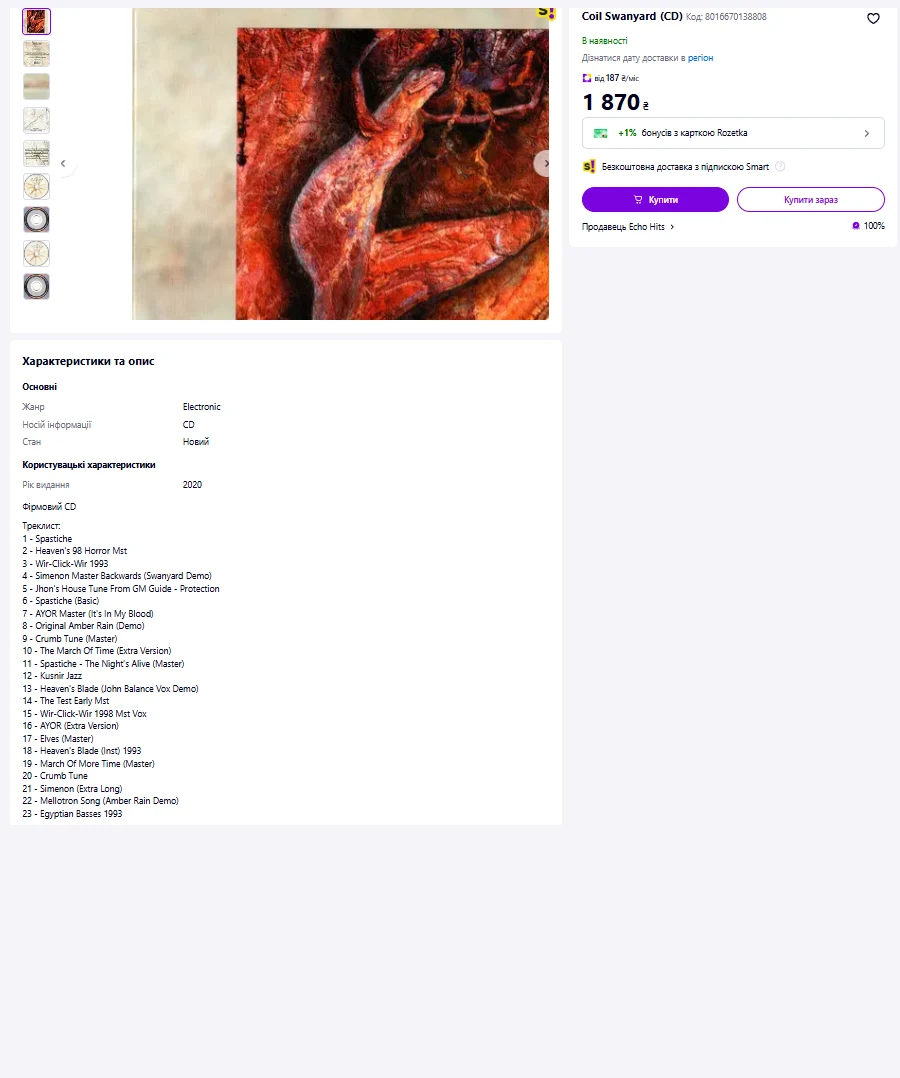 s!
Coil Swanyard (CD) Код: 8016670138808
В наявності
Дізнатися дату доставки в регіон
від 187 ₴/міс
1 870 ₴
+1% бонусів з карткою Rozetka
s! Безкоштовна доставка з підпискою Smart ?
Купити
Купити зараз
Продавець Echo Hits
100%
Характеристики та опис
Основні
Жанр Electronic
Носій інформації CD
Стан Новий
Користувацькі характеристики
Рік видання 2020
Фірмовий CD
Треклист:
1 - Spastiche
2 - Heaven's 98 Horror Mst
3 - Wir-Click-Wir 1993
4 - Simenon Master Backwards (Swanyard Demo)
5 - Jhon's House Tune From GM Guide - Protection
6 - Spastiche (Basic)
7 - AYOR Master (It's In My Blood)
8 - Original Amber Rain (Demo)
9 - Crumb Tune (Master)
10 - The March Of Time (Extra Version)
11 - Spastiche - The Night's Alive (Master)
12 - Kusnir Jazz
13 - Heaven's Blade (John Balance Vox Demo)
14 - The Test Early Mst
15 - Wir-Click-Wir 1998 Mst Vox
16 - AYOR (Extra Version)
17 - Elves (Master)
18 - Heaven's Blade (Inst) 1993
19 - March Of More Time (Master)
20 - Crumb Tune
21 - Simenon (Extra Long)
22 - Mellotron Song (Amber Rain Demo)
23 - Egyptian Basses 1993